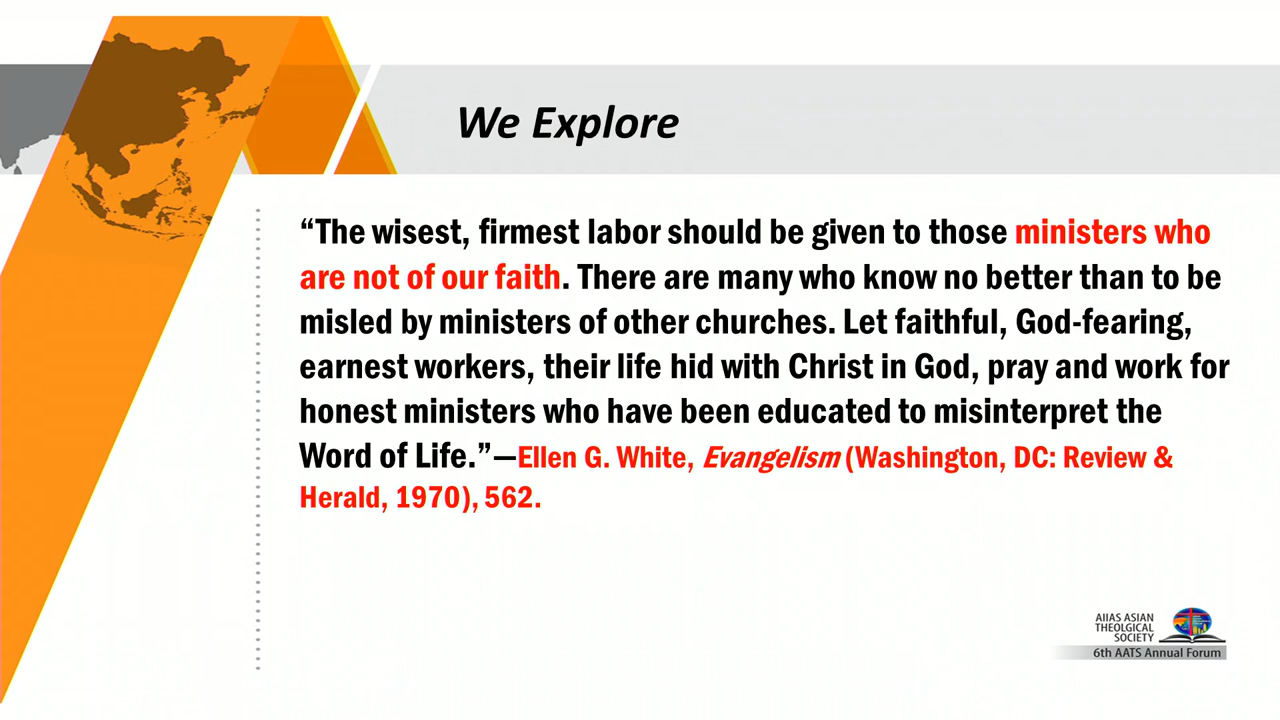 We Explore
“The wisest, firmest labor should be given to those ministers who
are not of our faith. There are many who know no better than to be
misled by ministers of other churches. Let faithful, God-fearing,
earnest workers, their life hid with Christ in God, pray and work for
honest ministers who have been educated to misinterpret the
Word of Life.”—Ellen G. White, Evangelism (Washington, DC: Review &
Herald, 1970), 562.
AIIAS ASIAN
THEOLGICAL
SOCIETY
6th AATS Annual Forum